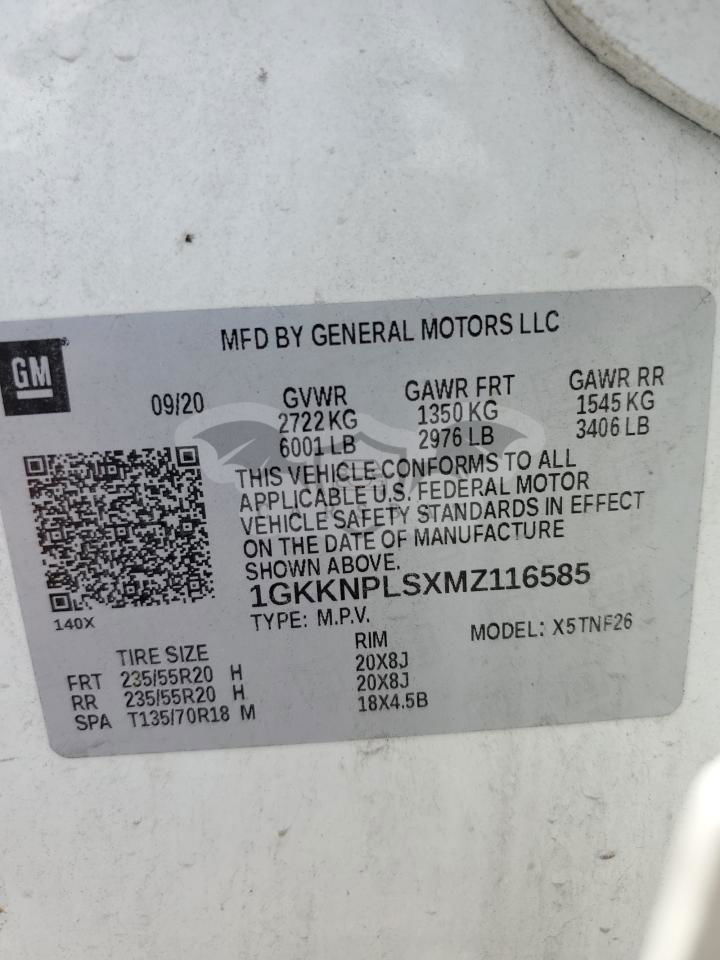 MFD BY GENERAL MOTORS LLC
GM
09/20
GVWR GAWR FRT GAWR RR
2722 KG 1350 KG 1545 KG
6001 LB 2976 LB 3406 LB
THIS VEHICLE CONFORMS TO ALL
APPLICABLE U.S. FEDERAL MOTOR
VEHICLE SAFETY STANDARDS IN EFFECT
ON THE DATE OF MANUFACTURE
SHOWN ABOVE.
1GKKNPLSXMZ116585
140X
TYPE: M.P.V. MODEL: X5TNF26
TIRE SIZE RIM
FRT 235/55R20 H 20X8J
RR 235/55R20 H 20X8J
SPA T135/70R18 M 18X4.5B